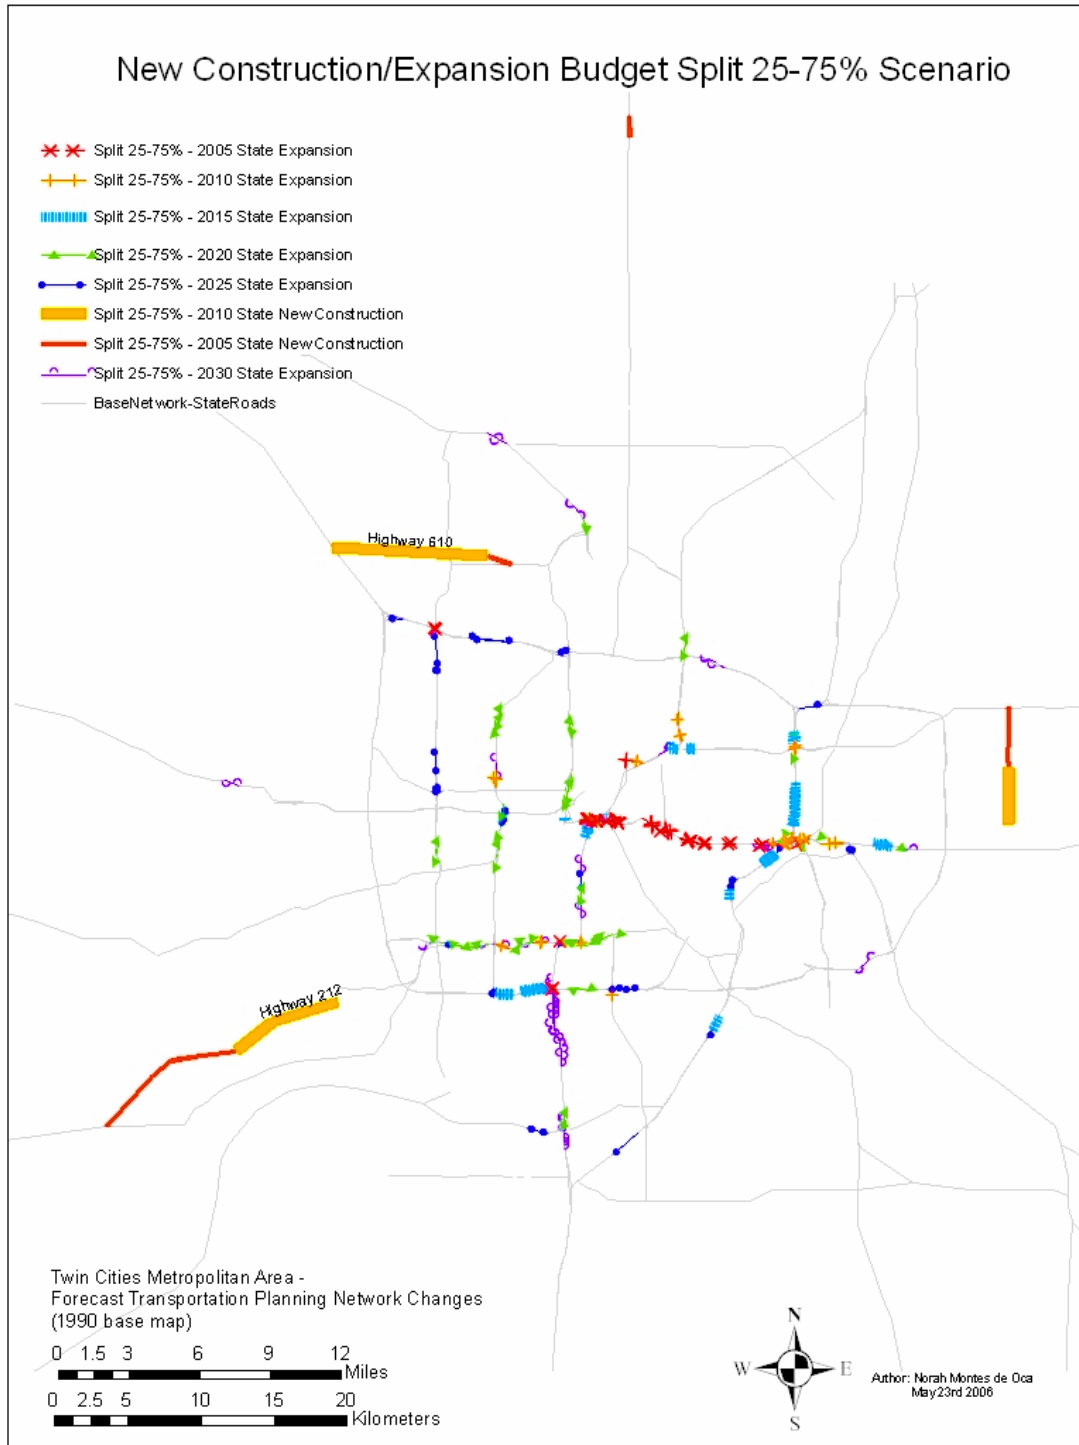 New Construction/Expansion Budget Split 25-75% Scenario
Split 25-75% - 2005 State Expansion
Split 25-75% - 2010 State Expansion
Split 25-75% - 2015 State Expansion
Split 25-75% - 2020 State Expansion
Split 25-75% - 2025 State Expansion
Split 25-75% - 2010 State New Construction
Split 25-75% - 2005 State New Construction
Split 25-75% - 2030 State Expansion
BaseNetwork-StateRoads
Highway 610
Highway 212
Twin Cities Metropolitan Area -
Forecast Transportation Planning Network Changes
(1990 base map)
0 1.5 3 6 9 12
Miles
0 2.5 5 10 15 20
Kilometers
N
W E
S
Author: Norah Montes de Oca
May 23rd 2006